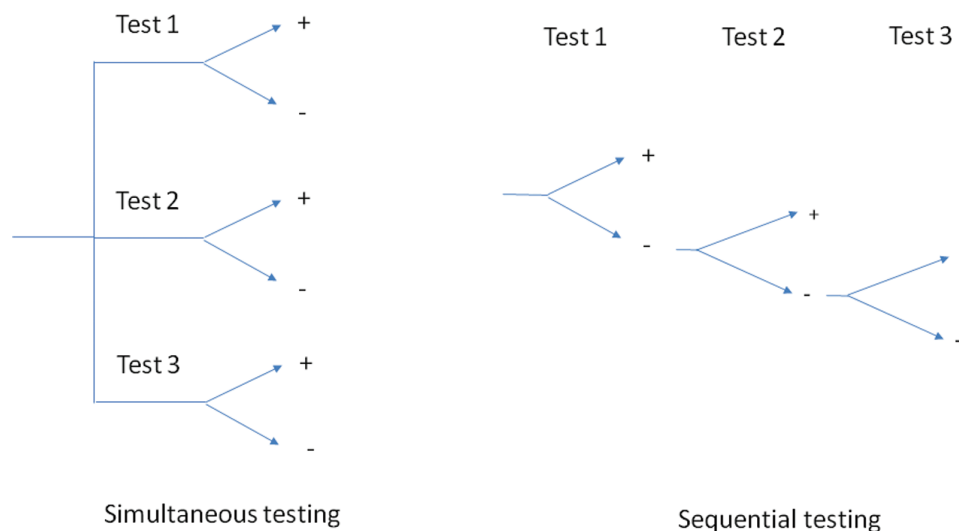 Test 1
+
-
Test 2
+
-
Test 3
+
-
Simultaneous testing
Test 1
Test 2
Test 3
+
-
+
-
-
Sequential testing